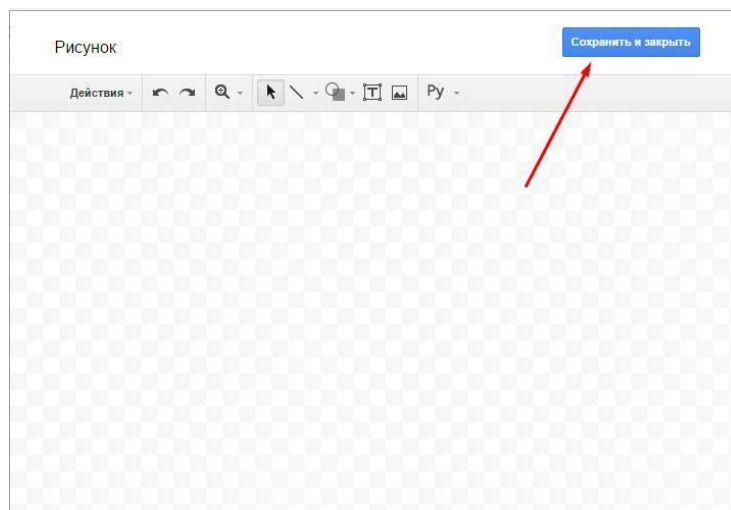 Рисунок
Сохранить и закрыть
Действия
T
Ру